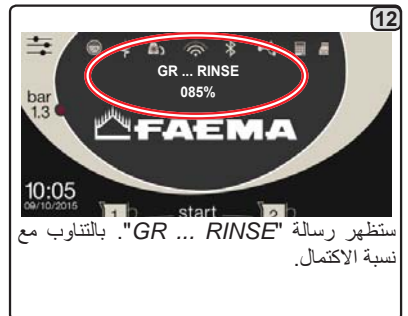 12
GR ... RINSE
085%
bar
1.3
FAEMA
10:05
09/10/2015
1 start 2
ستظهر رسالة "GR ... RINSE". بالتناوب مع
نسبة الاكتمال.